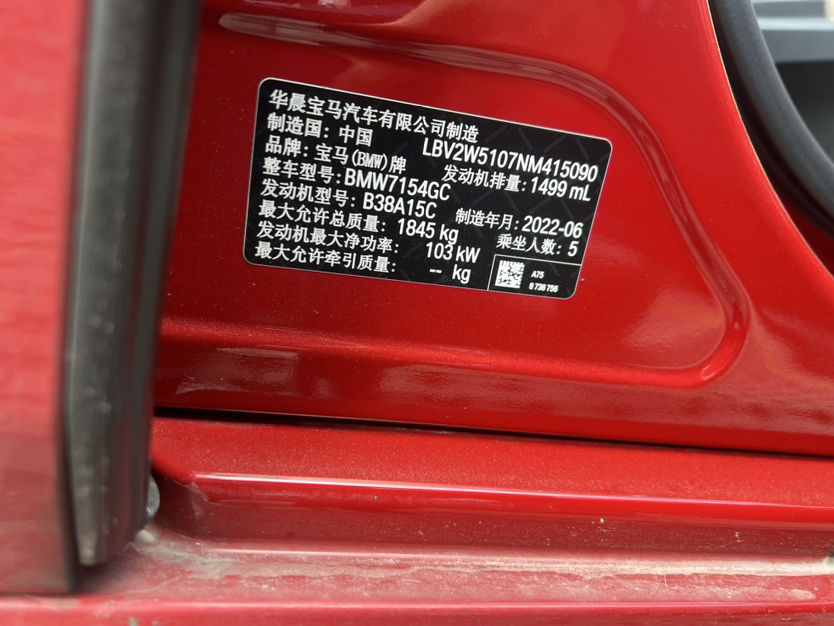 华晨宝马汽车有限公司制造
制造国: 中国 LBV2W5107NM415090
品牌: 宝马(BMW)牌 发动机排量: 1499 mL
整车型号: BMW7154GC
发动机型号: B38A15C 制造年月: 2022-06
最大允许总质量: 1845 kg 乘坐人数: 5
发动机最大净功率: 103 kW
最大允许牵引质量: -- kg
A75
8 738 756